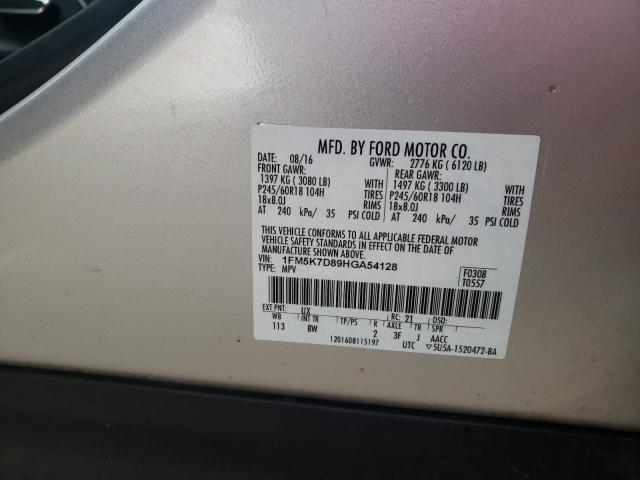 MFD. BY FORD MOTOR CO.
DATE: 08/16 GVWR: 2776 KG ( 6120 LB)
FRONT GAWR: REAR GAWR:
1397 KG ( 3080 LB) 1497 KG ( 3300 LB)
P245/60R18 104H TIRES P245/60R18 104H TIRES
18x8.0J RIMS 18x8.0J RIMS
AT 240 kPa/ 35 PSI COLD AT 240 kPa/ 35 PSI COLD
THIS VEHICLE CONFORMS TO ALL APPLICABLE FEDERAL MOTOR
VEHICLE SAFETY STANDARDS IN EFFECT ON THE DATE OF
MANUFACTURE SHOWN ABOVE.
VIN: 1FM5K7D89HGA54128
TYPE: MPV
F0308
T0557
EXT PNT: UX RC: 21 DSO:
WB INT TR TP/PS R AXLE TR SPR
113 8W 2 3F J AACC
1201608115197 UTC ▽5U5A-1520472-BA